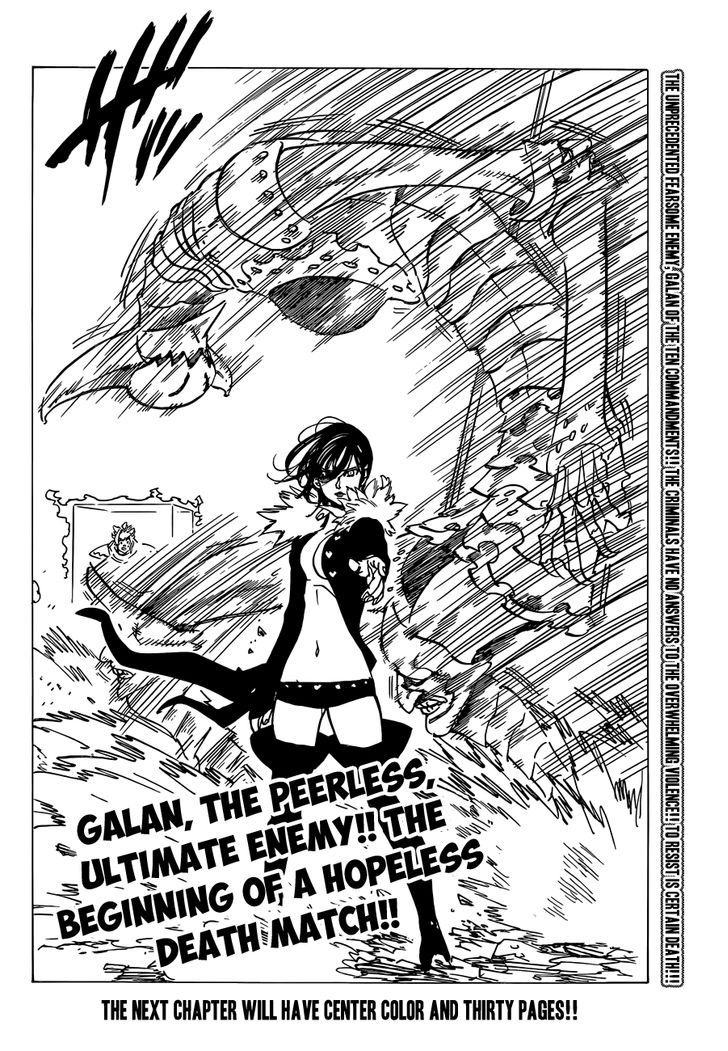 THE UNPRECEDENTED FEARSOME ENEMY, GALAN OF THE TEN COMMANDMENTS!! THE CRIMINALS HAVE NO ANSWERS TO THE OVERWHELMING VIOLENCE!! TO RESIST IS CERTAIN DEATH!!!
GALAN, THE PEERLESS,
ULTIMATE ENEMY!! THE
BEGINNING OF A HOPELESS
DEATH MATCH!!
THE NEXT CHAPTER WILL HAVE CENTER COLOR AND THIRTY PAGES!!